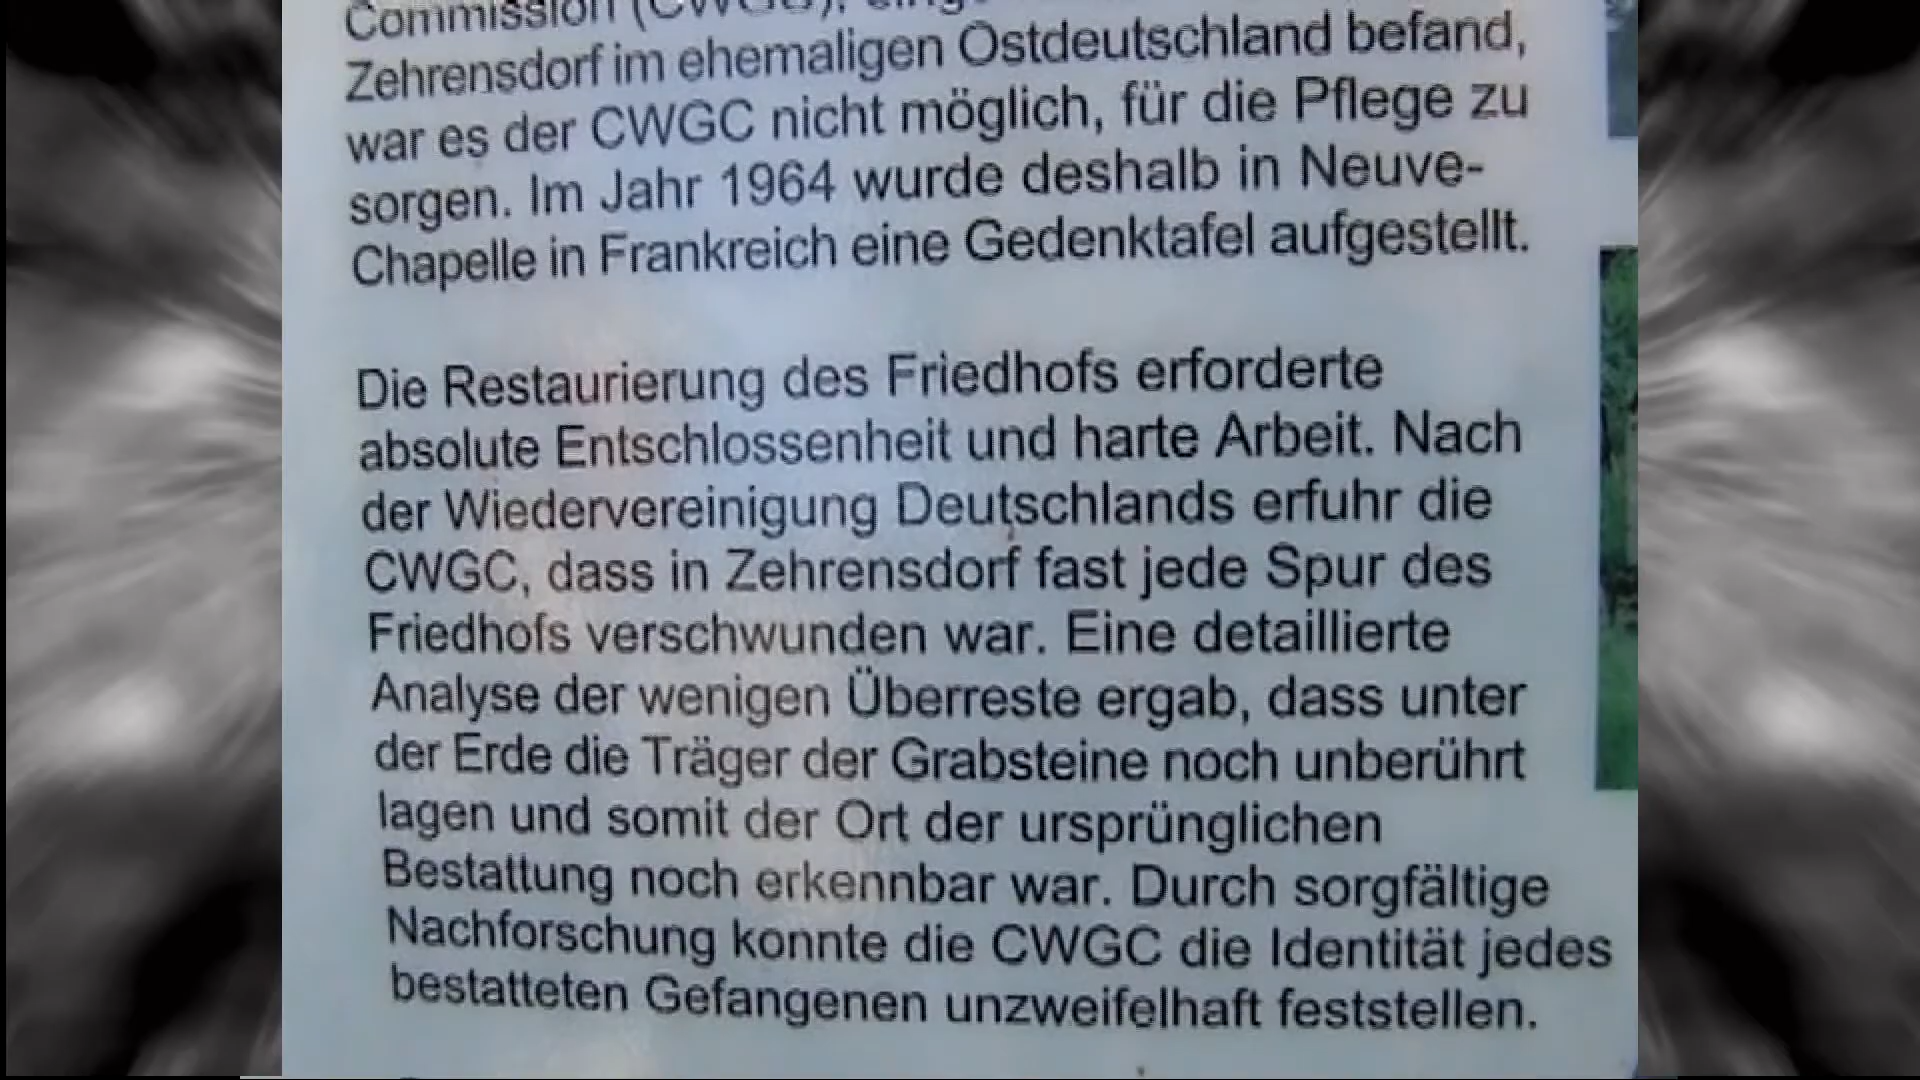 Commission (CWGC),
Zehrensdorf im ehemaligen Ostdeutschland befand,
war es der CWGC nicht möglich, für die Pflege zu
sorgen. Im Jahr 1964 wurde deshalb in Neuve-
Chapelle in Frankreich eine Gedenktafel aufgestellt.
Die Restaurierung des Friedhofs erforderte
absolute Entschlossenheit und harte Arbeit. Nach
der Wiedervereinigung Deutschlands erfuhr die
CWGC, dass in Zehrensdorf fast jede Spur des
Friedhofs verschwunden war. Eine detaillierte
Analyse der wenigen Überreste ergab, dass unter
der Erde die Träger der Grabsteine noch unberührt
lagen und somit der Ort der ursprünglichen
Bestattung noch erkennbar war. Durch sorgfältige
Nachforschung konnte die CWGC die Identität jedes
bestatteten Gefangenen unzweifelhaft feststellen.